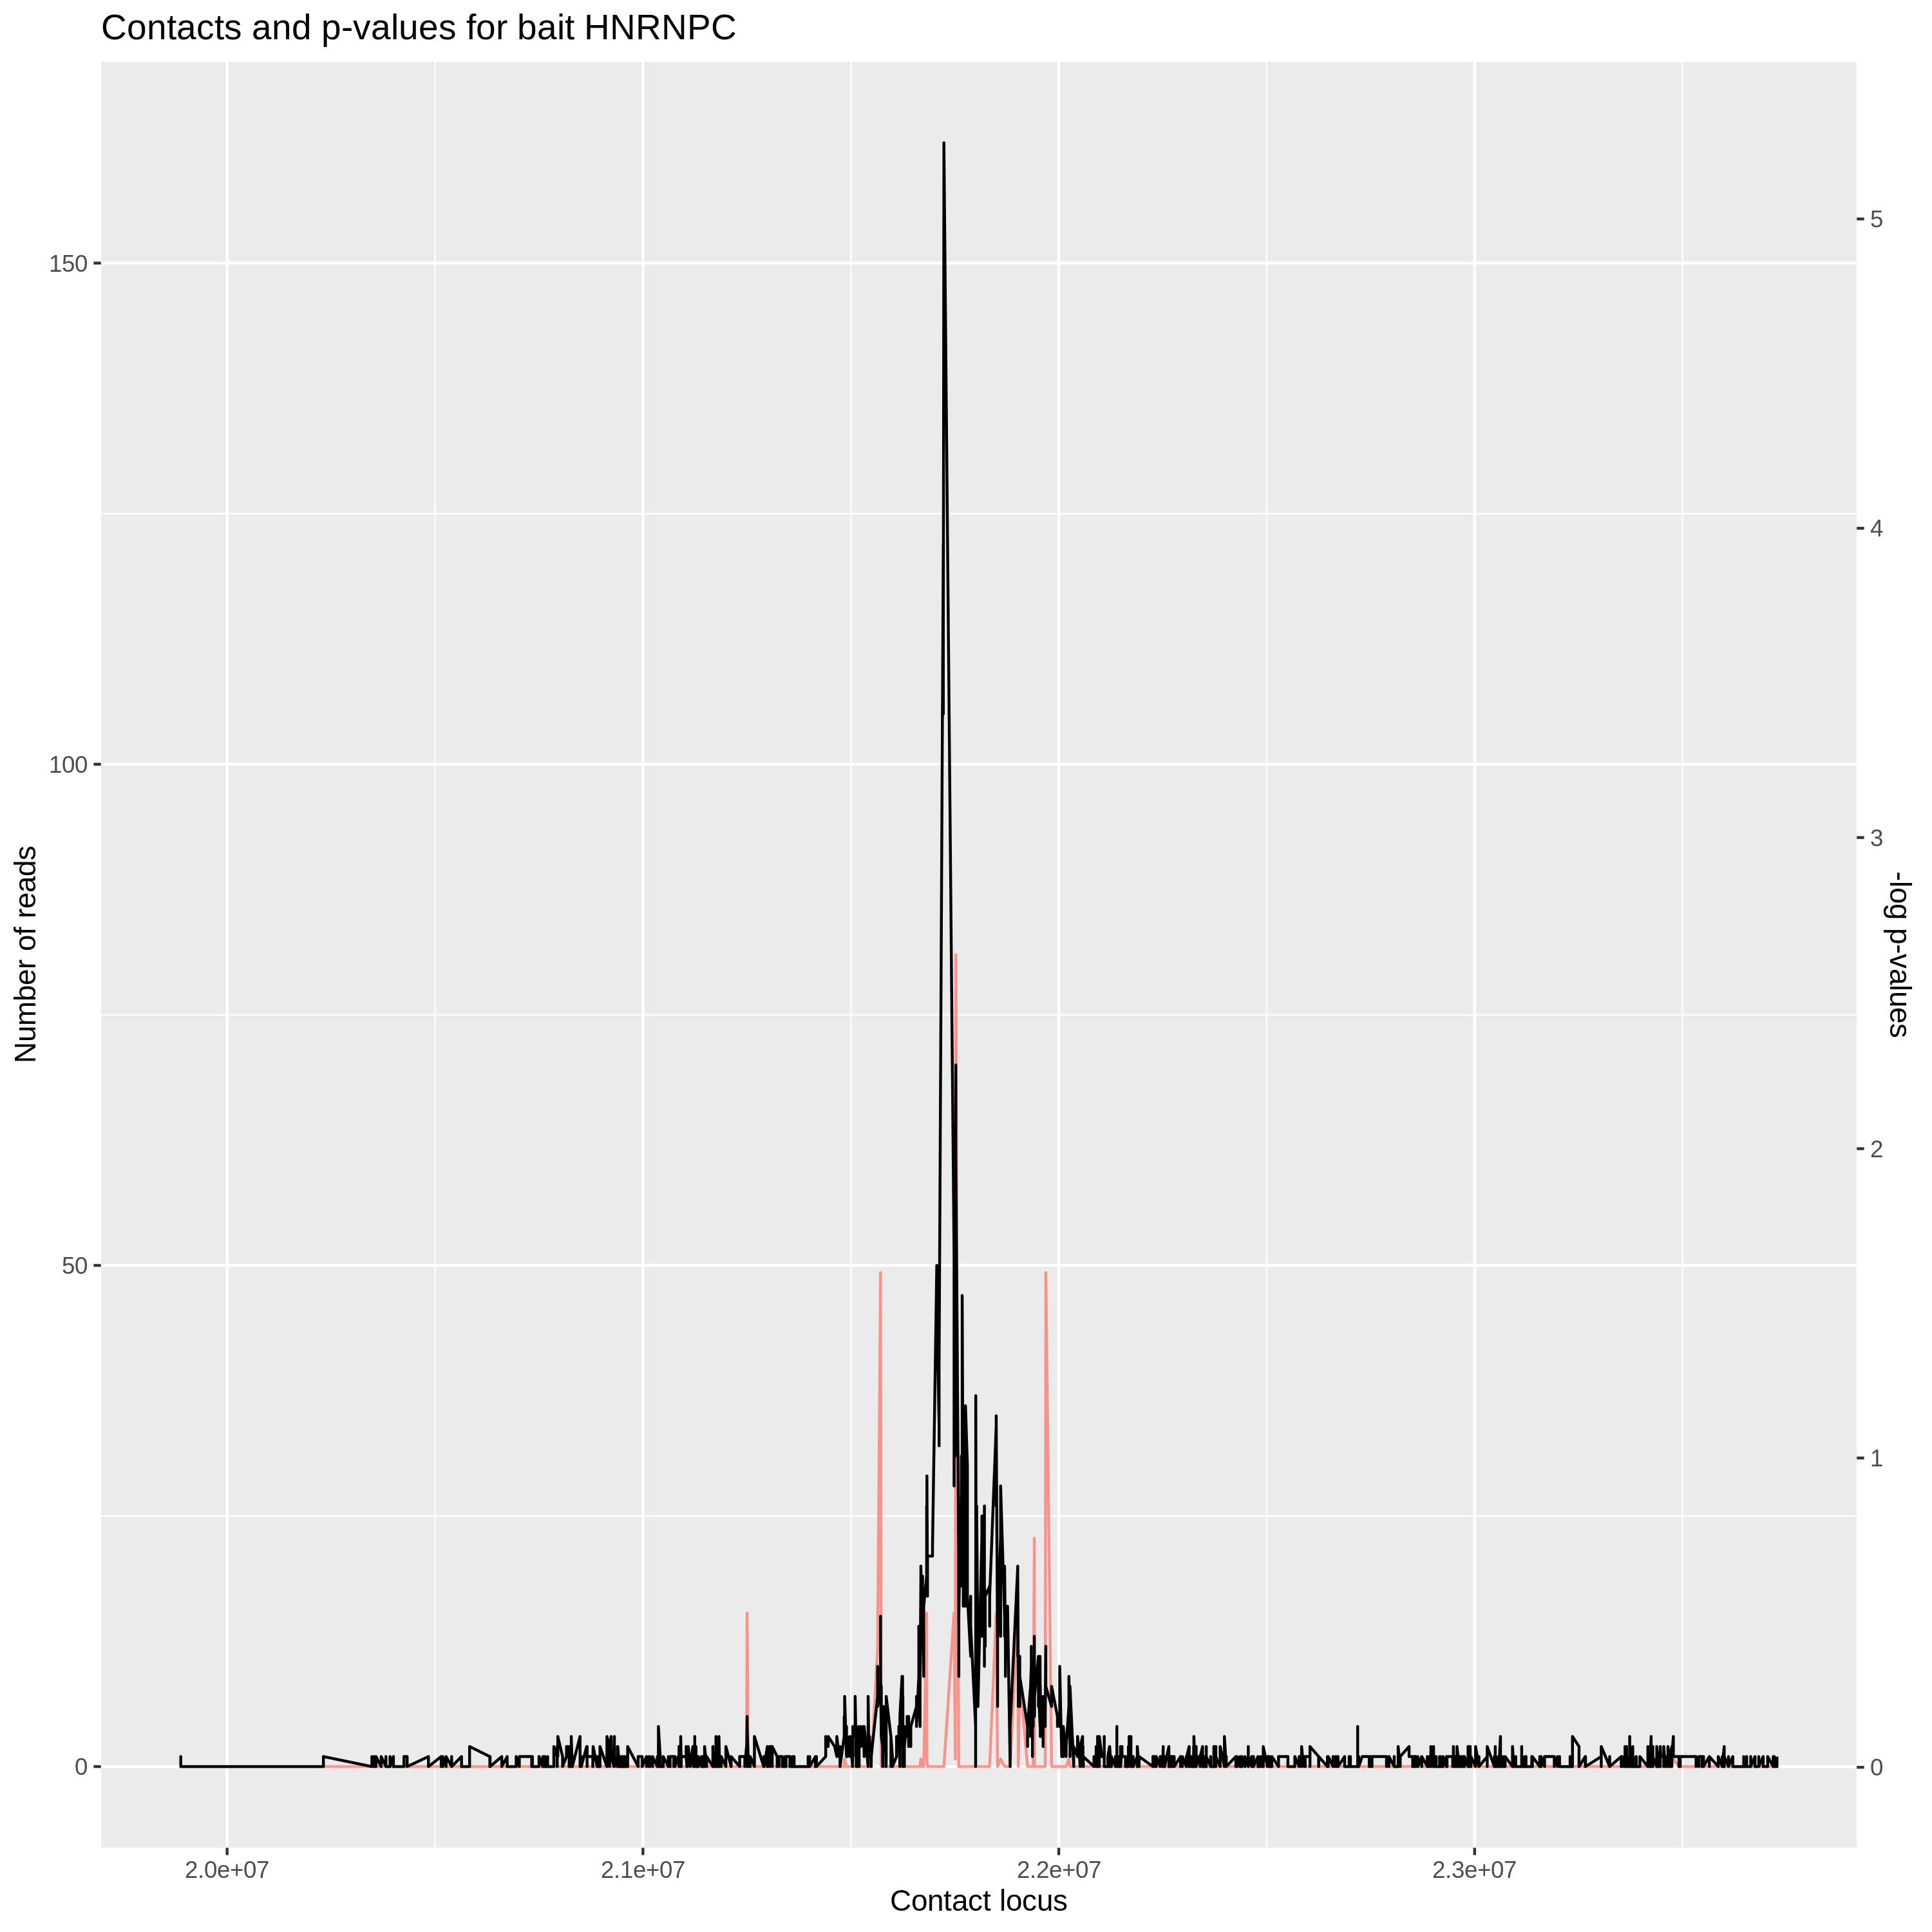 Contacts and p-values for bait HNRNPC
Number of reads
150
100
50
0
5
4
3
2
1
0
-log p-values
2.0e+07
2.1e+07
2.2e+07
2.3e+07
Contact locus